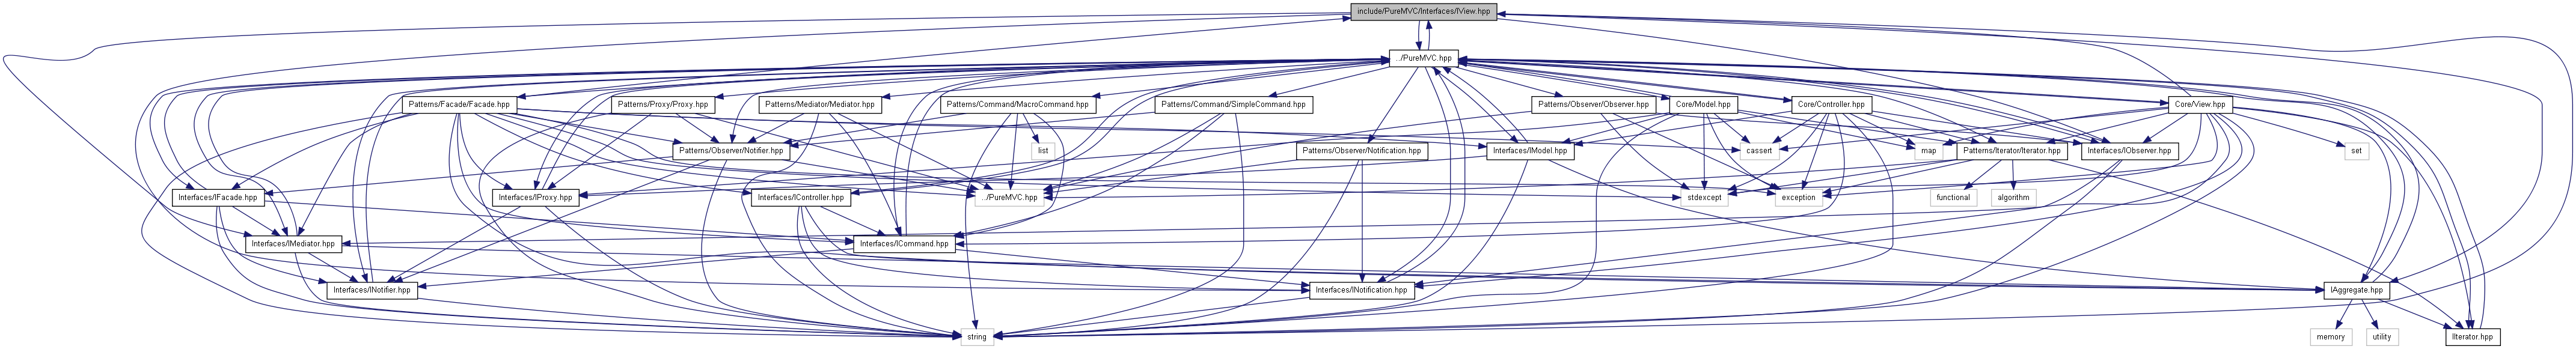 include/PureMVC/Interfaces/IView.hpp
../PureMVC.hpp
Patterns/Facade/Facade.hpp
Patterns/Proxy/Proxy.hpp
Patterns/Mediator/Mediator.hpp
Patterns/Command/MacroCommand.hpp
Patterns/Command/SimpleCommand.hpp
Patterns/Observer/Observer.hpp
Core/Model.hpp
Core/Controller.hpp
Core/View.hpp
Patterns/Observer/Notifier.hpp
list
Patterns/Observer/Notification.hpp
Interfaces/IModel.hpp
cassert
map
Patterns/Iterator/Iterator.hpp
Interfaces/IObserver.hpp
set
Interfaces/IFacade.hpp
Interfaces/IProxy.hpp
Interfaces/IController.hpp
../PureMVC.hpp
stdexcept
exception
functional
algorithm
Interfaces/IMediator.hpp
Interfaces/ICommand.hpp
Interfaces/INotifier.hpp
Interfaces/INotification.hpp
IAggregate.hpp
string
memory
utility
IIterator.hpp